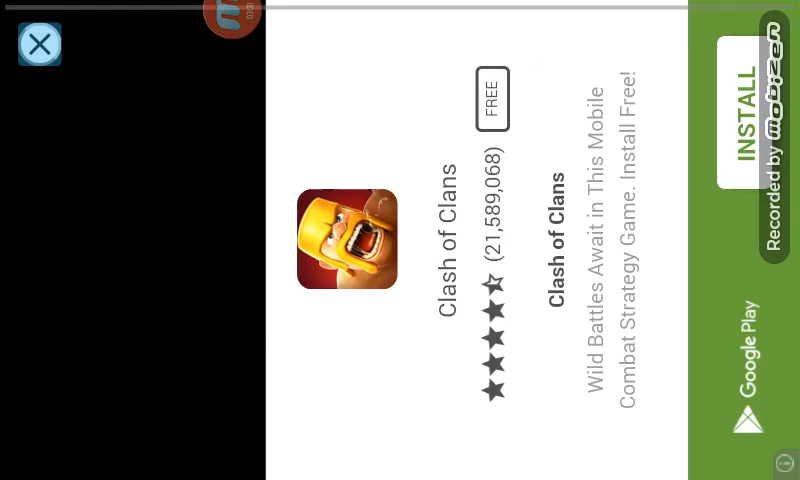 Clash of Clans
(21,589,068)
FREE
Clash of Clans
Wild Battles Await in This Mobile
Combat Strategy Game. Install Free!
Google Play
INSTALL
Recorded by mobizen